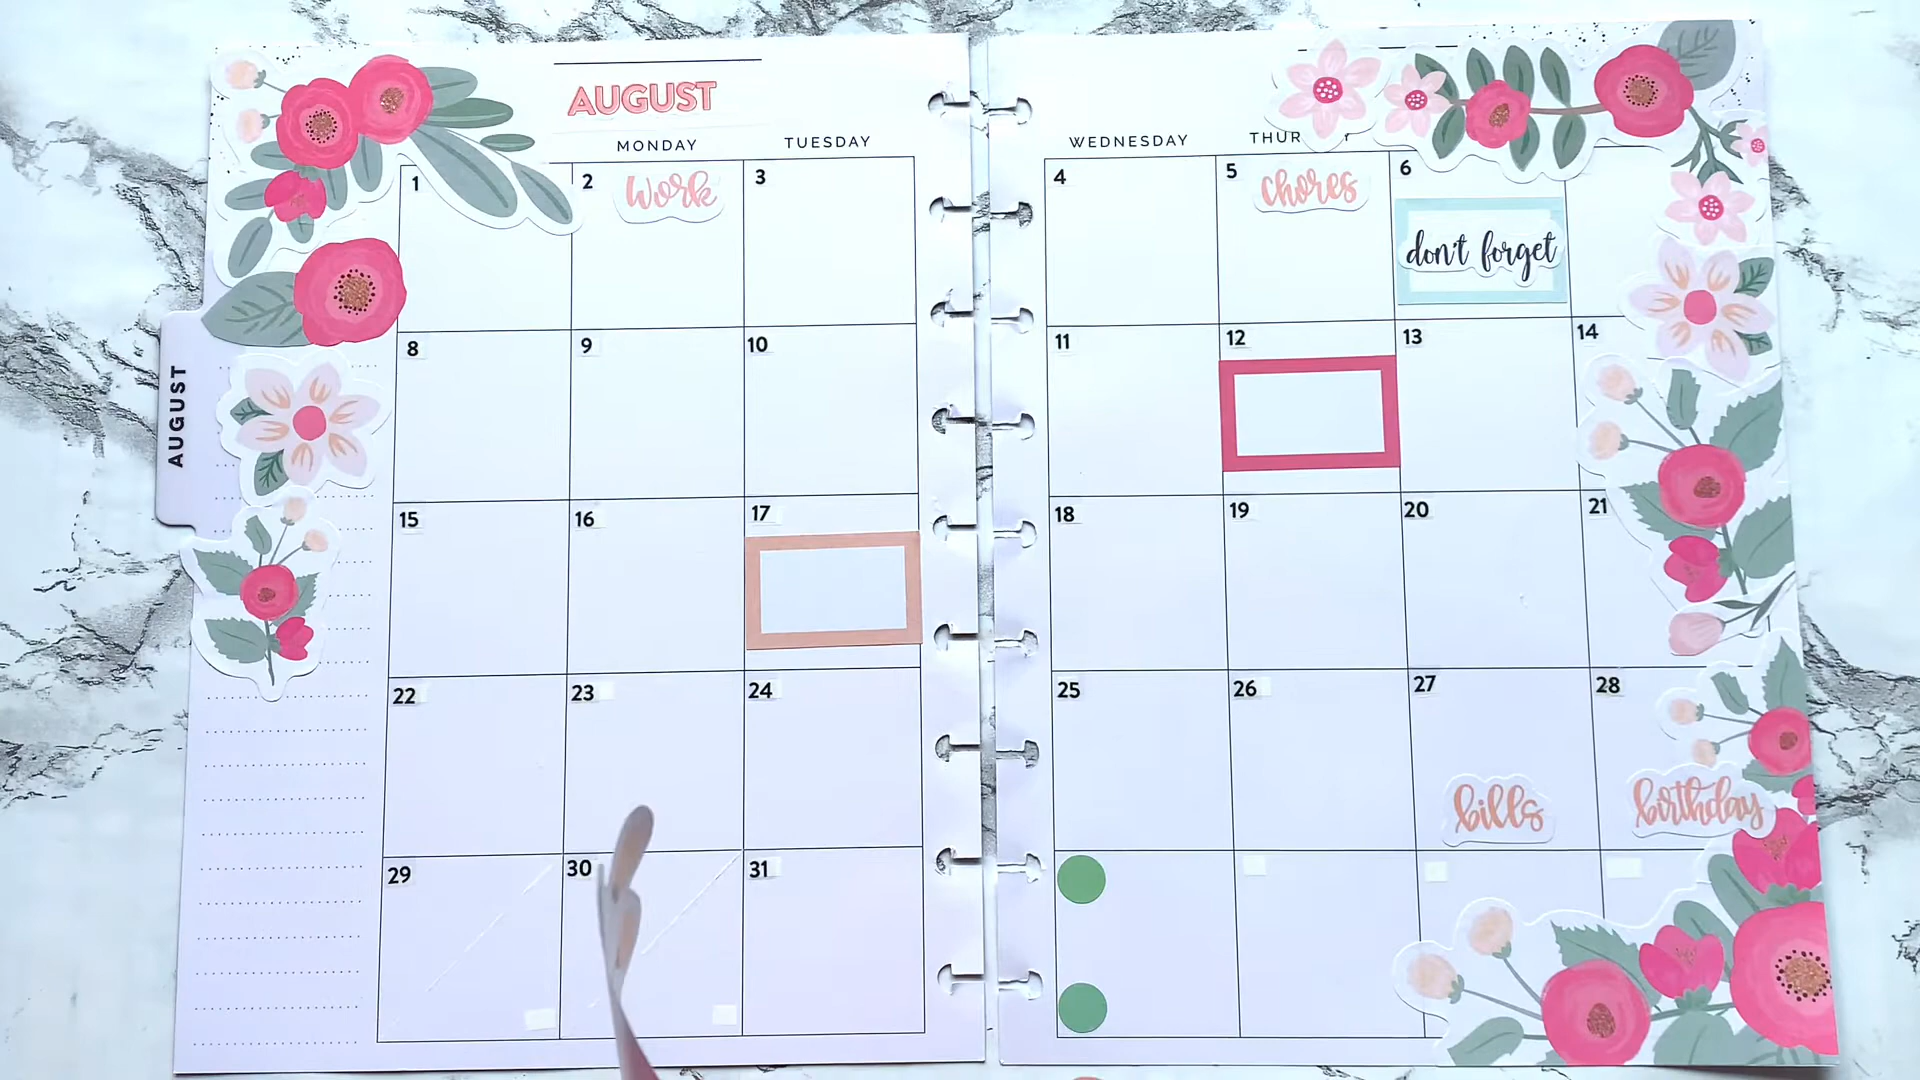 AUGUST
MONDAY TUESDAY WEDNESDAY THUR
1 2 Work 3 4 5 chores 6
don't forget
AUGUST
8 9 10 11 12 13 14
15 16 17 18 19 20 21
22 23 24 25 26 27 28
bills birthday
29 30 31